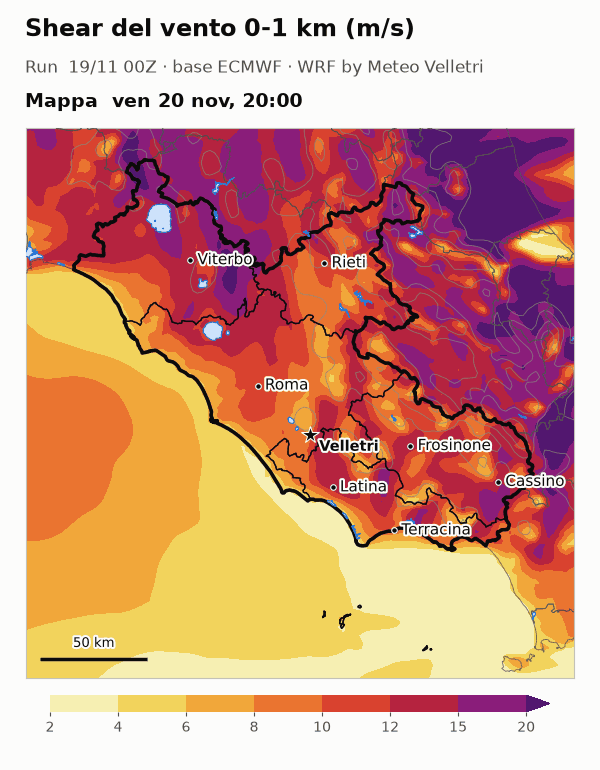 Shear del vento 0-1 km (m/s)
Run  19/11 00Z · base ECMWF · WRF by Meteo Velletri
Mappa  ven 20 nov, 20:00
Viterbo
Rieti
Roma
Velletri
Frosinone
Latina
Cassino
Terracina
50 km
2 4 6 8 10 12 15 20